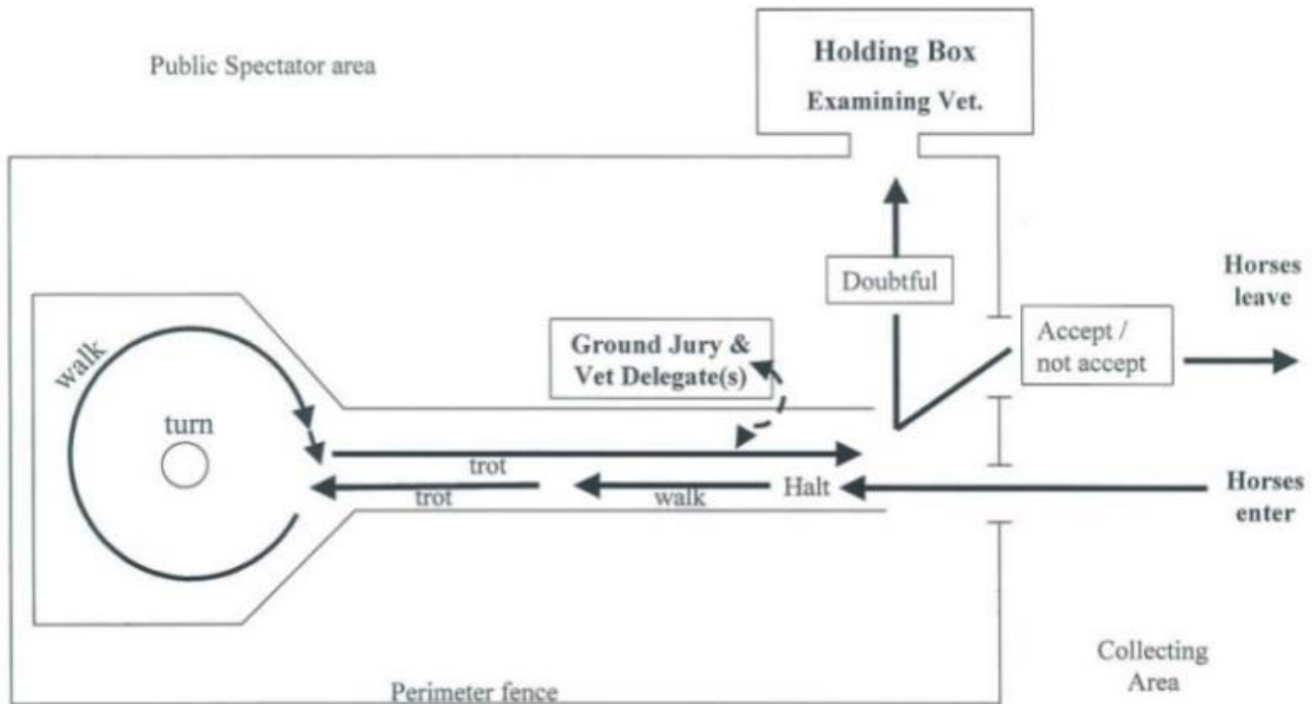 Public Spectator area
Holding Box
Examining Vet.
Doubtful
Horses
leave
Accept /
not accept
Ground Jury &
Vet Delegate(s)
walk
turn
trot
trot
walk
Halt
Horses
enter
Collecting
Area
Perimeter fence